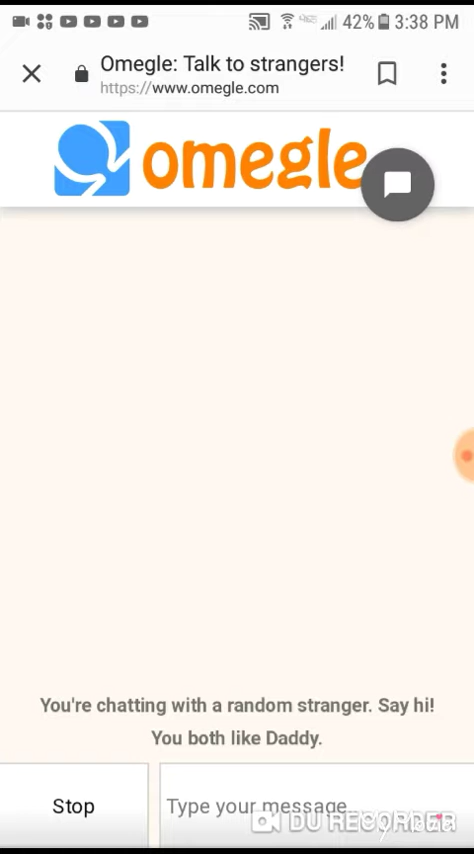 42% 3:38 PM
Omegle: Talk to strangers!
https://www.omegle.com
omegle
You're chatting with a random stranger. Say hi!
You both like Daddy.
Stop
Type your message...
DU RECORDER